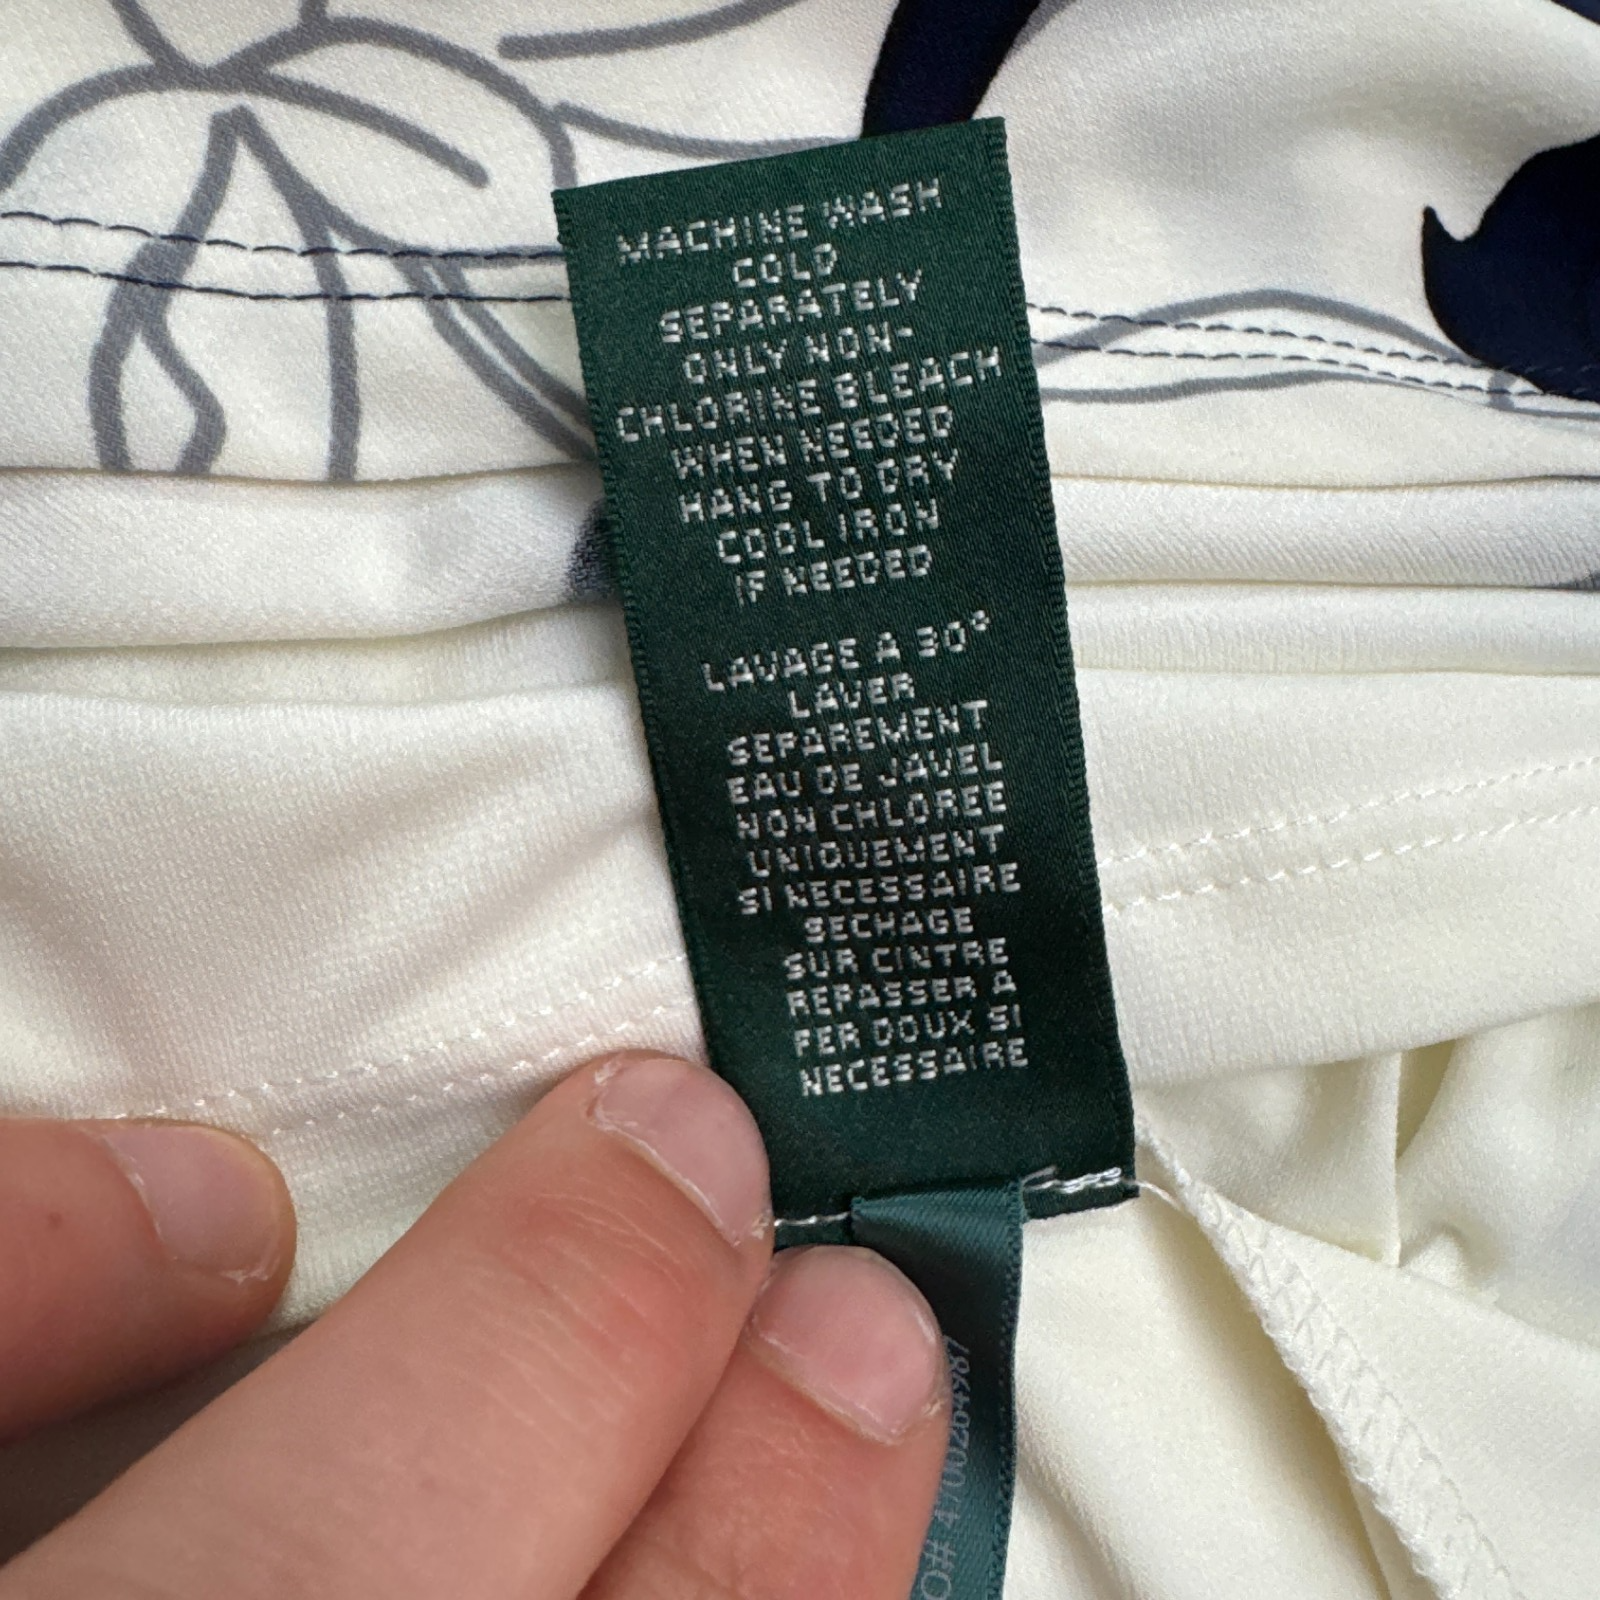 MACHINE WASH
COLD
SEPARATELY
ONLY NON-
CHLORINE BLEACH
WHEN NEEDED
HANG TO DRY
COOL IRON
IF NEEDED
LAVAGE A 30°
LAVER
SEPAREMENT
EAU DE JAVEL
NON CHLOREE
UNIQUEMENT
SI NECESSAIRE
SECHAGE
SUR CINTRE
REPASSER A
FER DOUX SI
NECESSAIRE
O# 4700264987